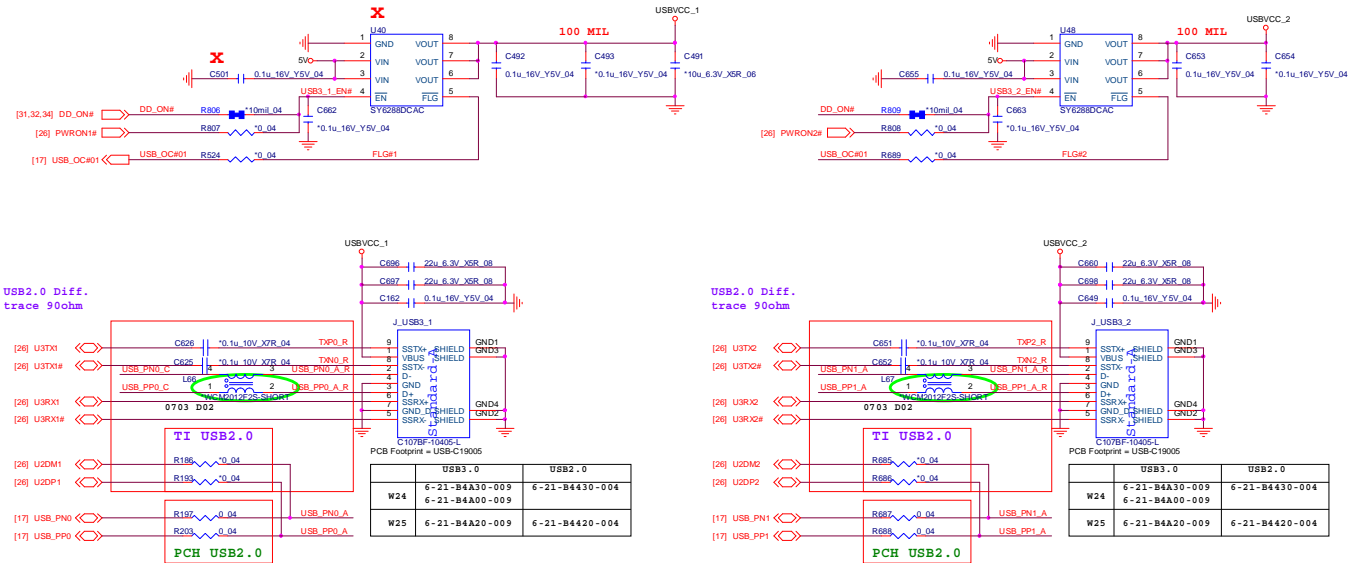 X
U40
USBVCC_1
100 MIL
1 GND VOUT 8
5V 2 VIN VOUT 7
3 VIN VOUT 6
4 EN FLG 5
SY6288DCAC
X
C501 0.1u_16V_Y5V_04
USB3_1_EN#
C492
0.1u_16V_Y5V_04
C493
*0.1u_16V_Y5V_04
C491
*10u_6.3V_X5R_06
[31,32,34] DD_ON# DD_ON# R806 *10mil_04
C662
*0.1u_16V_Y5V_04
[26] PWRON1# R807 *0_04
[17] USB_OC#01 R524 *0_04 FLG#1
U48
USBVCC_2
100 MIL
1 GND VOUT 8
5V 2 VIN VOUT 7
3 VIN VOUT 6
4 EN FLG 5
SY6288DCAC
C655 0.1u_16V_Y5V_04
USB3_2_EN#
C653
0.1u_16V_Y5V_04
C654
*0.1u_16V_Y5V_04
DD_ON# R809 *10mil_04
C663
*0.1u_16V_Y5V_04
[26] PWRON2# R808 *0_04
USB_OC#01 R689 *0_04 FLG#2
USBVCC_1
C696 22u_6.3V_X5R_08
C697 22u_6.3V_X5R_08
C162 0.1u_16V_Y5V_04
USB2.0 Diff.
trace 90ohm
J_USB3_1
[26] U3TX1 C626 *0.1u_10V_X7R_04 TXP0_R 9 SSTX+ SHIELD GND1
1 VBUS SHIELD GND3
[26] U3TX1# C625 *0.1u_10V_X7R_04 TXN0_R 8 SSTX-
USB_PN0_C 4 3 USB_PN0_A_R 2 D-
L66
4 GND
USB_PP0_C 1 2 USB_PP0_A_R 3 D+
*WCM2012F2S-SHORT
[26] U3RX1 6 SSRX+
0703 D02
7 GND_D SHIELD GND4
[26] U3RX1# 5 SSRX- SHIELD GND2
Standard-A
C107BF-10405-L
PCB Footprint = USB-C19005
TI USB2.0
[26] U2DM1 R186 *0_04
[26] U2DP1 R193 *0_04
[17] USB_PN0 R197 0_04 USB_PN0_A
[17] USB_PP0 R203 0_04 USB_PP0_A
PCH USB2.0
USB3.0 USB2.0
W24 6-21-B4A30-009 6-21-B4430-004
6-21-B4A00-009
W25 6-21-B4A20-009 6-21-B4420-004
USBVCC_2
C660 22u_6.3V_X5R_08
C698 22u_6.3V_X5R_08
C649 0.1u_16V_Y5V_04
USB2.0 Diff.
trace 90ohm
J_USB3_2
[26] U3TX2 C651 *0.1u_10V_X7R_04 TXP2_R 9 SSTX+ SHIELD GND1
1 VBUS SHIELD GND3
[26] U3TX2# C652 *0.1u_10V_X7R_04 TXN2_R 8 SSTX-
USB_PN1_A 4 3 USB_PN1_A_R 2 D-
L67
4 GND
USB_PP1_A 1 2 USB_PP1_A_R 3 D+
*WCM2012F2S-SHORT
[26] U3RX2 6 SSRX+
0703 D02
7 GND_D SHIELD GND4
[26] U3RX2# 5 SSRX- SHIELD GND2
Standard-A
C107BF-10405-L
PCB Footprint = USB-C19005
TI USB2.0
[26] U2DM2 R685 *0_04
[26] U2DP2 R686 *0_04
[17] USB_PN1 R687 0_04 USB_PN1_A
[17] USB_PP1 R688 0_04 USB_PP1_A
PCH USB2.0
USB3.0 USB2.0
W24 6-21-B4A30-009 6-21-B4430-004
6-21-B4A00-009
W25 6-21-B4A20-009 6-21-B4420-004